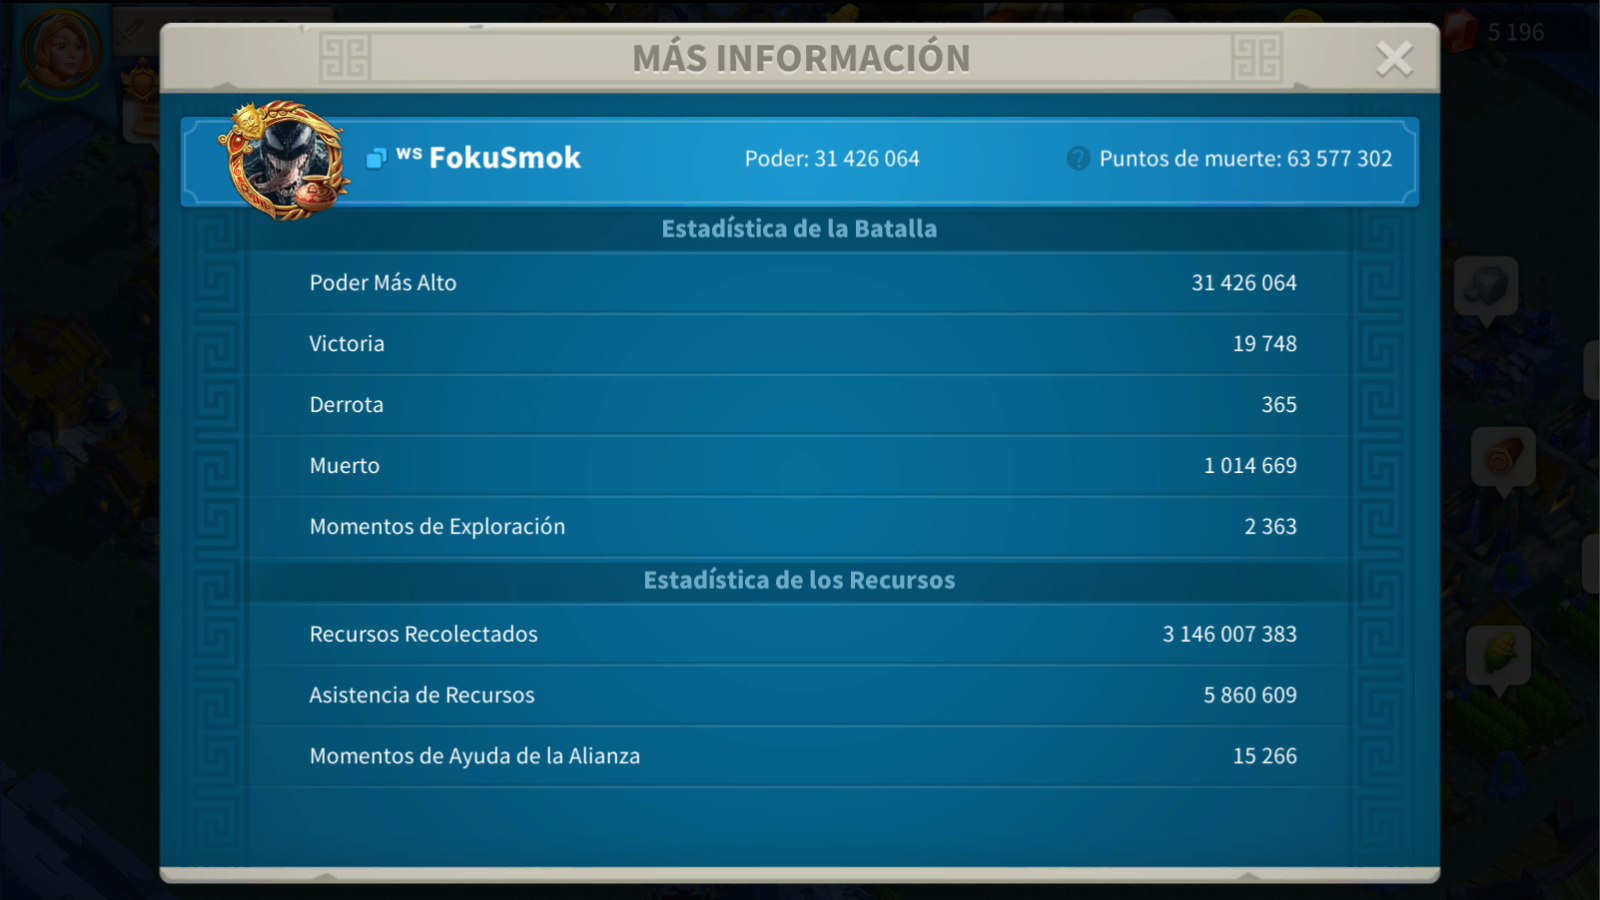 MÁS INFORMACIÓN
5 196
ᵂˢ FokuSmok
Poder: 31 426 064
? Puntos de muerte: 63 577 302
Estadística de la Batalla
Poder Más Alto 31 426 064
Victoria 19 748
Derrota 365
Muerto 1 014 669
Momentos de Exploración 2 363
Estadística de los Recursos
Recursos Recolectados 3 146 007 383
Asistencia de Recursos 5 860 609
Momentos de Ayuda de la Alianza 15 266